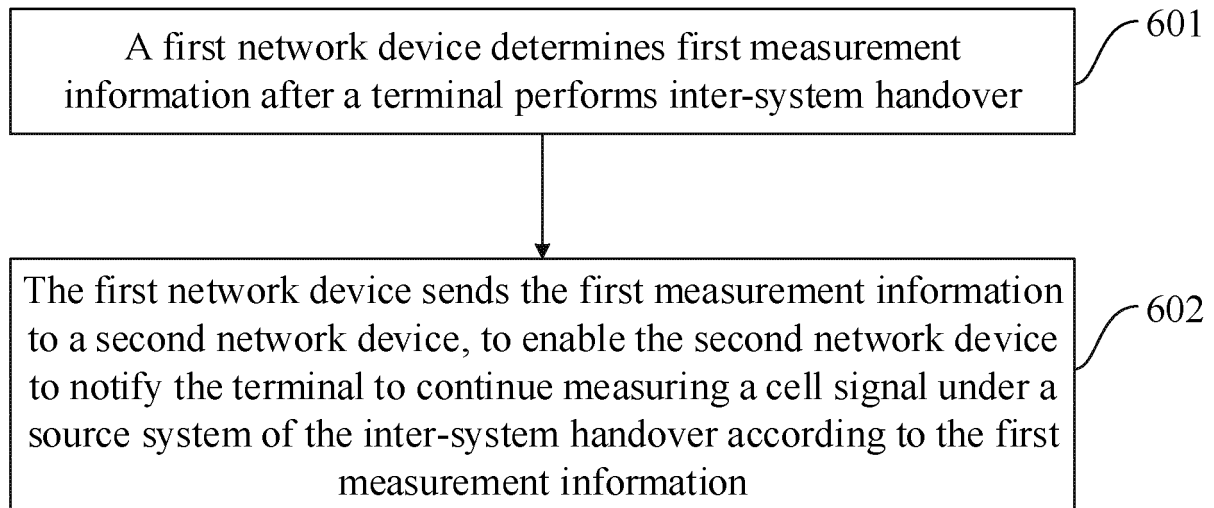 A first network device determines first measurement
information after a terminal performs inter-system handover
601
The first network device sends the first measurement information
to a second network device, to enable the second network device
to notify the terminal to continue measuring a cell signal under a
source system of the inter-system handover according to the first
measurement information
602